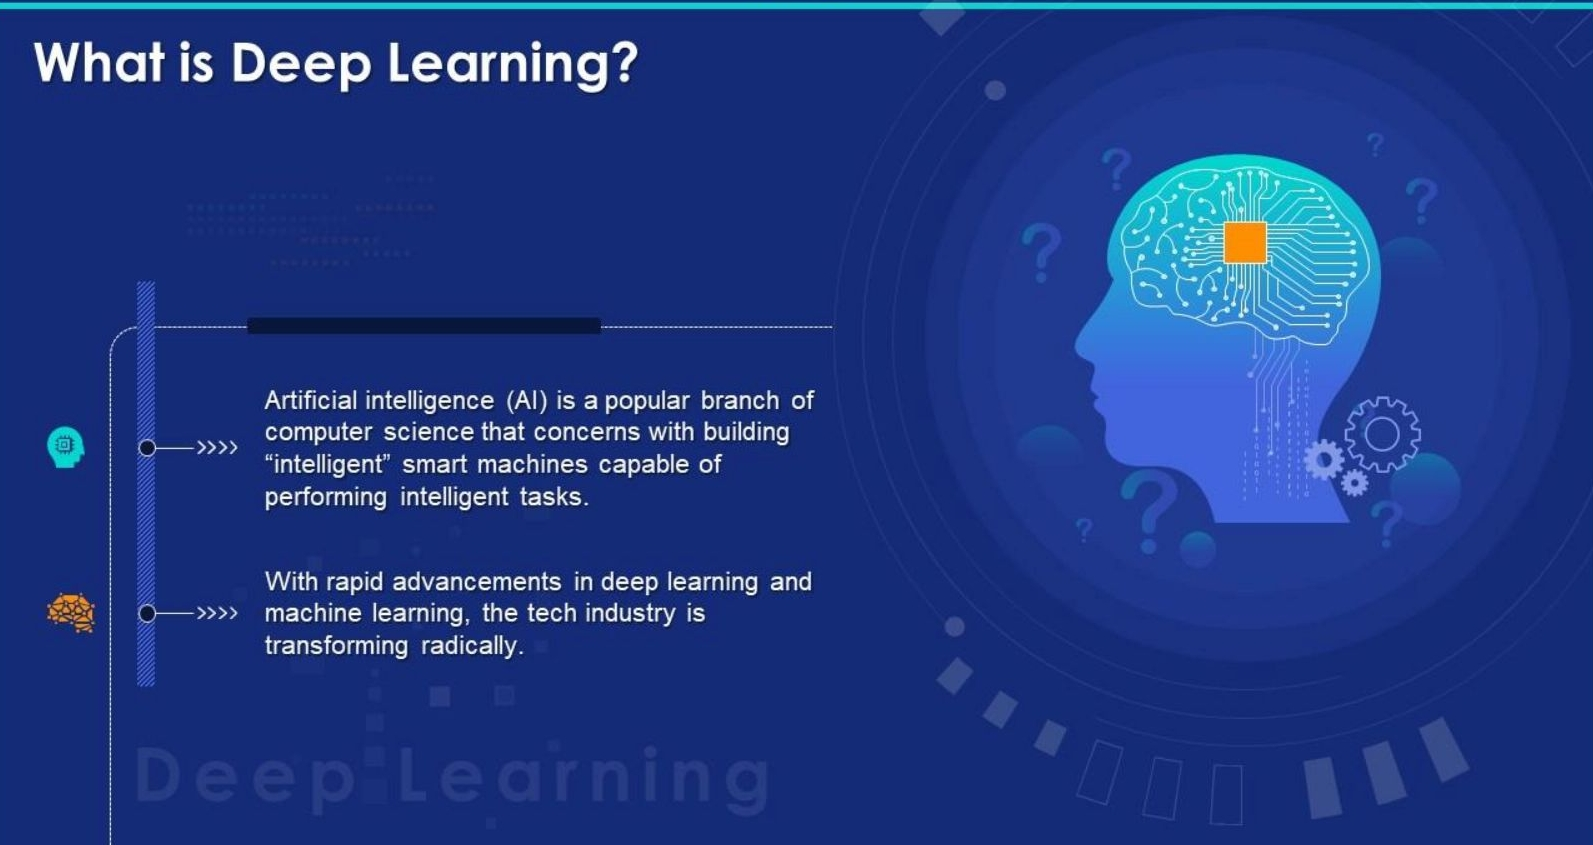 What is Deep Learning?
Artificial intelligence (AI) is a popular branch of
computer science that concerns with building
“intelligent” smart machines capable of
performing intelligent tasks.
With rapid advancements in deep learning and
machine learning, the tech industry is
transforming radically.
Deep Learning